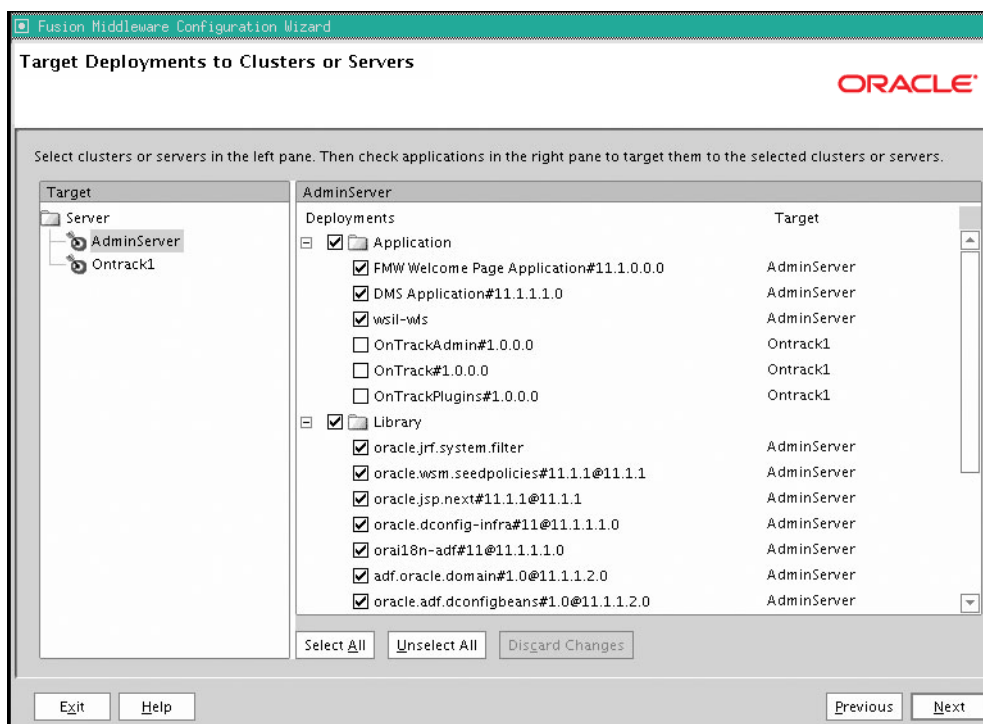 Fusion Middleware Configuration Wizard
Target Deployments to Clusters or Servers
ORACLE
Select clusters or servers in the left pane. Then check applications in the right pane to target them to the selected clusters or servers.
Target
Server
AdminServer
Ontrack1
AdminServer
Deployments Target
Application
FMW Welcome Page Application#11.1.0.0.0 AdminServer
DMS Application#11.1.1.1.0 AdminServer
wsil-wls AdminServer
OnTrackAdmin#1.0.0.0 Ontrack1
OnTrack#1.0.0.0 Ontrack1
OnTrackPlugins#1.0.0.0 Ontrack1
Library
oracle.jrf.system.filter AdminServer
oracle.wsm.seedpolicies#11.1.1@11.1.1 AdminServer
oracle.jsp.next#11.1.1@11.1.1 AdminServer
oracle.dconfig-infra#11@11.1.1.1.0 AdminServer
orai18n-adf#11@11.1.1.1.0 AdminServer
adf.oracle.domain#1.0@11.1.1.2.0 AdminServer
oracle.adf.dconfigbeans#1.0@11.1.1.2.0 AdminServer
Select All Unselect All Discard Changes
Exit Help Previous Next